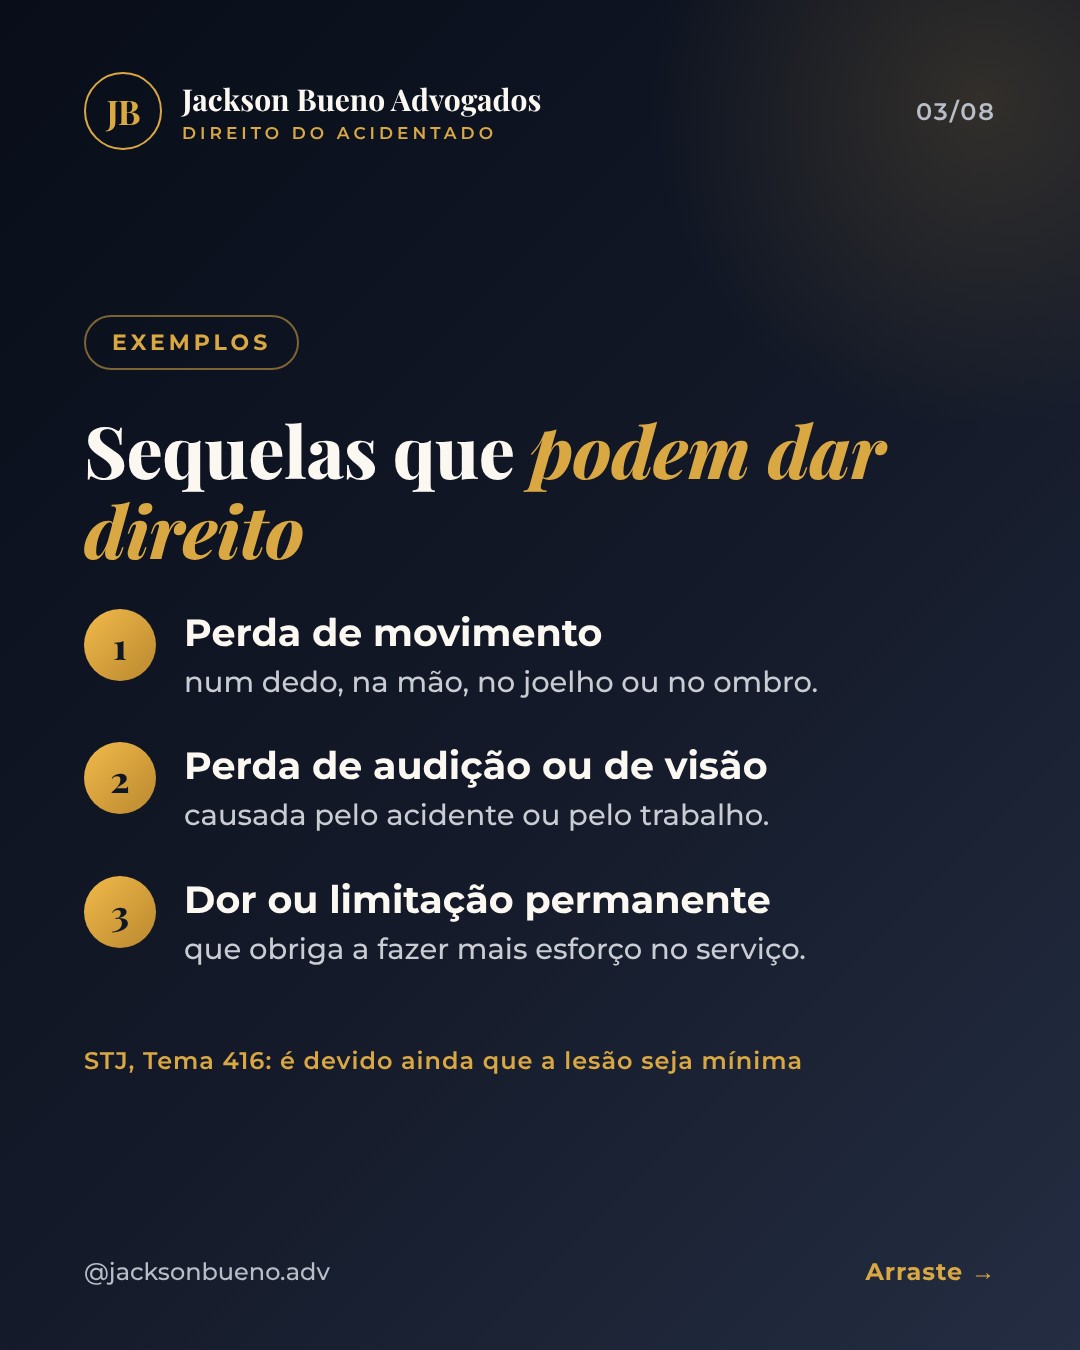 JB
Jackson Bueno Advogados
DIREITO DO ACIDENTADO
03/08
EXEMPLOS
Sequelas que podem dar
direito
1
Perda de movimento
num dedo, na mão, no joelho ou no ombro.
2
Perda de audição ou de visão
causada pelo acidente ou pelo trabalho.
3
Dor ou limitação permanente
que obriga a fazer mais esforço no serviço.
STJ, Tema 416: é devido ainda que a lesão seja mínima
@jacksonbueno.adv
Arraste →